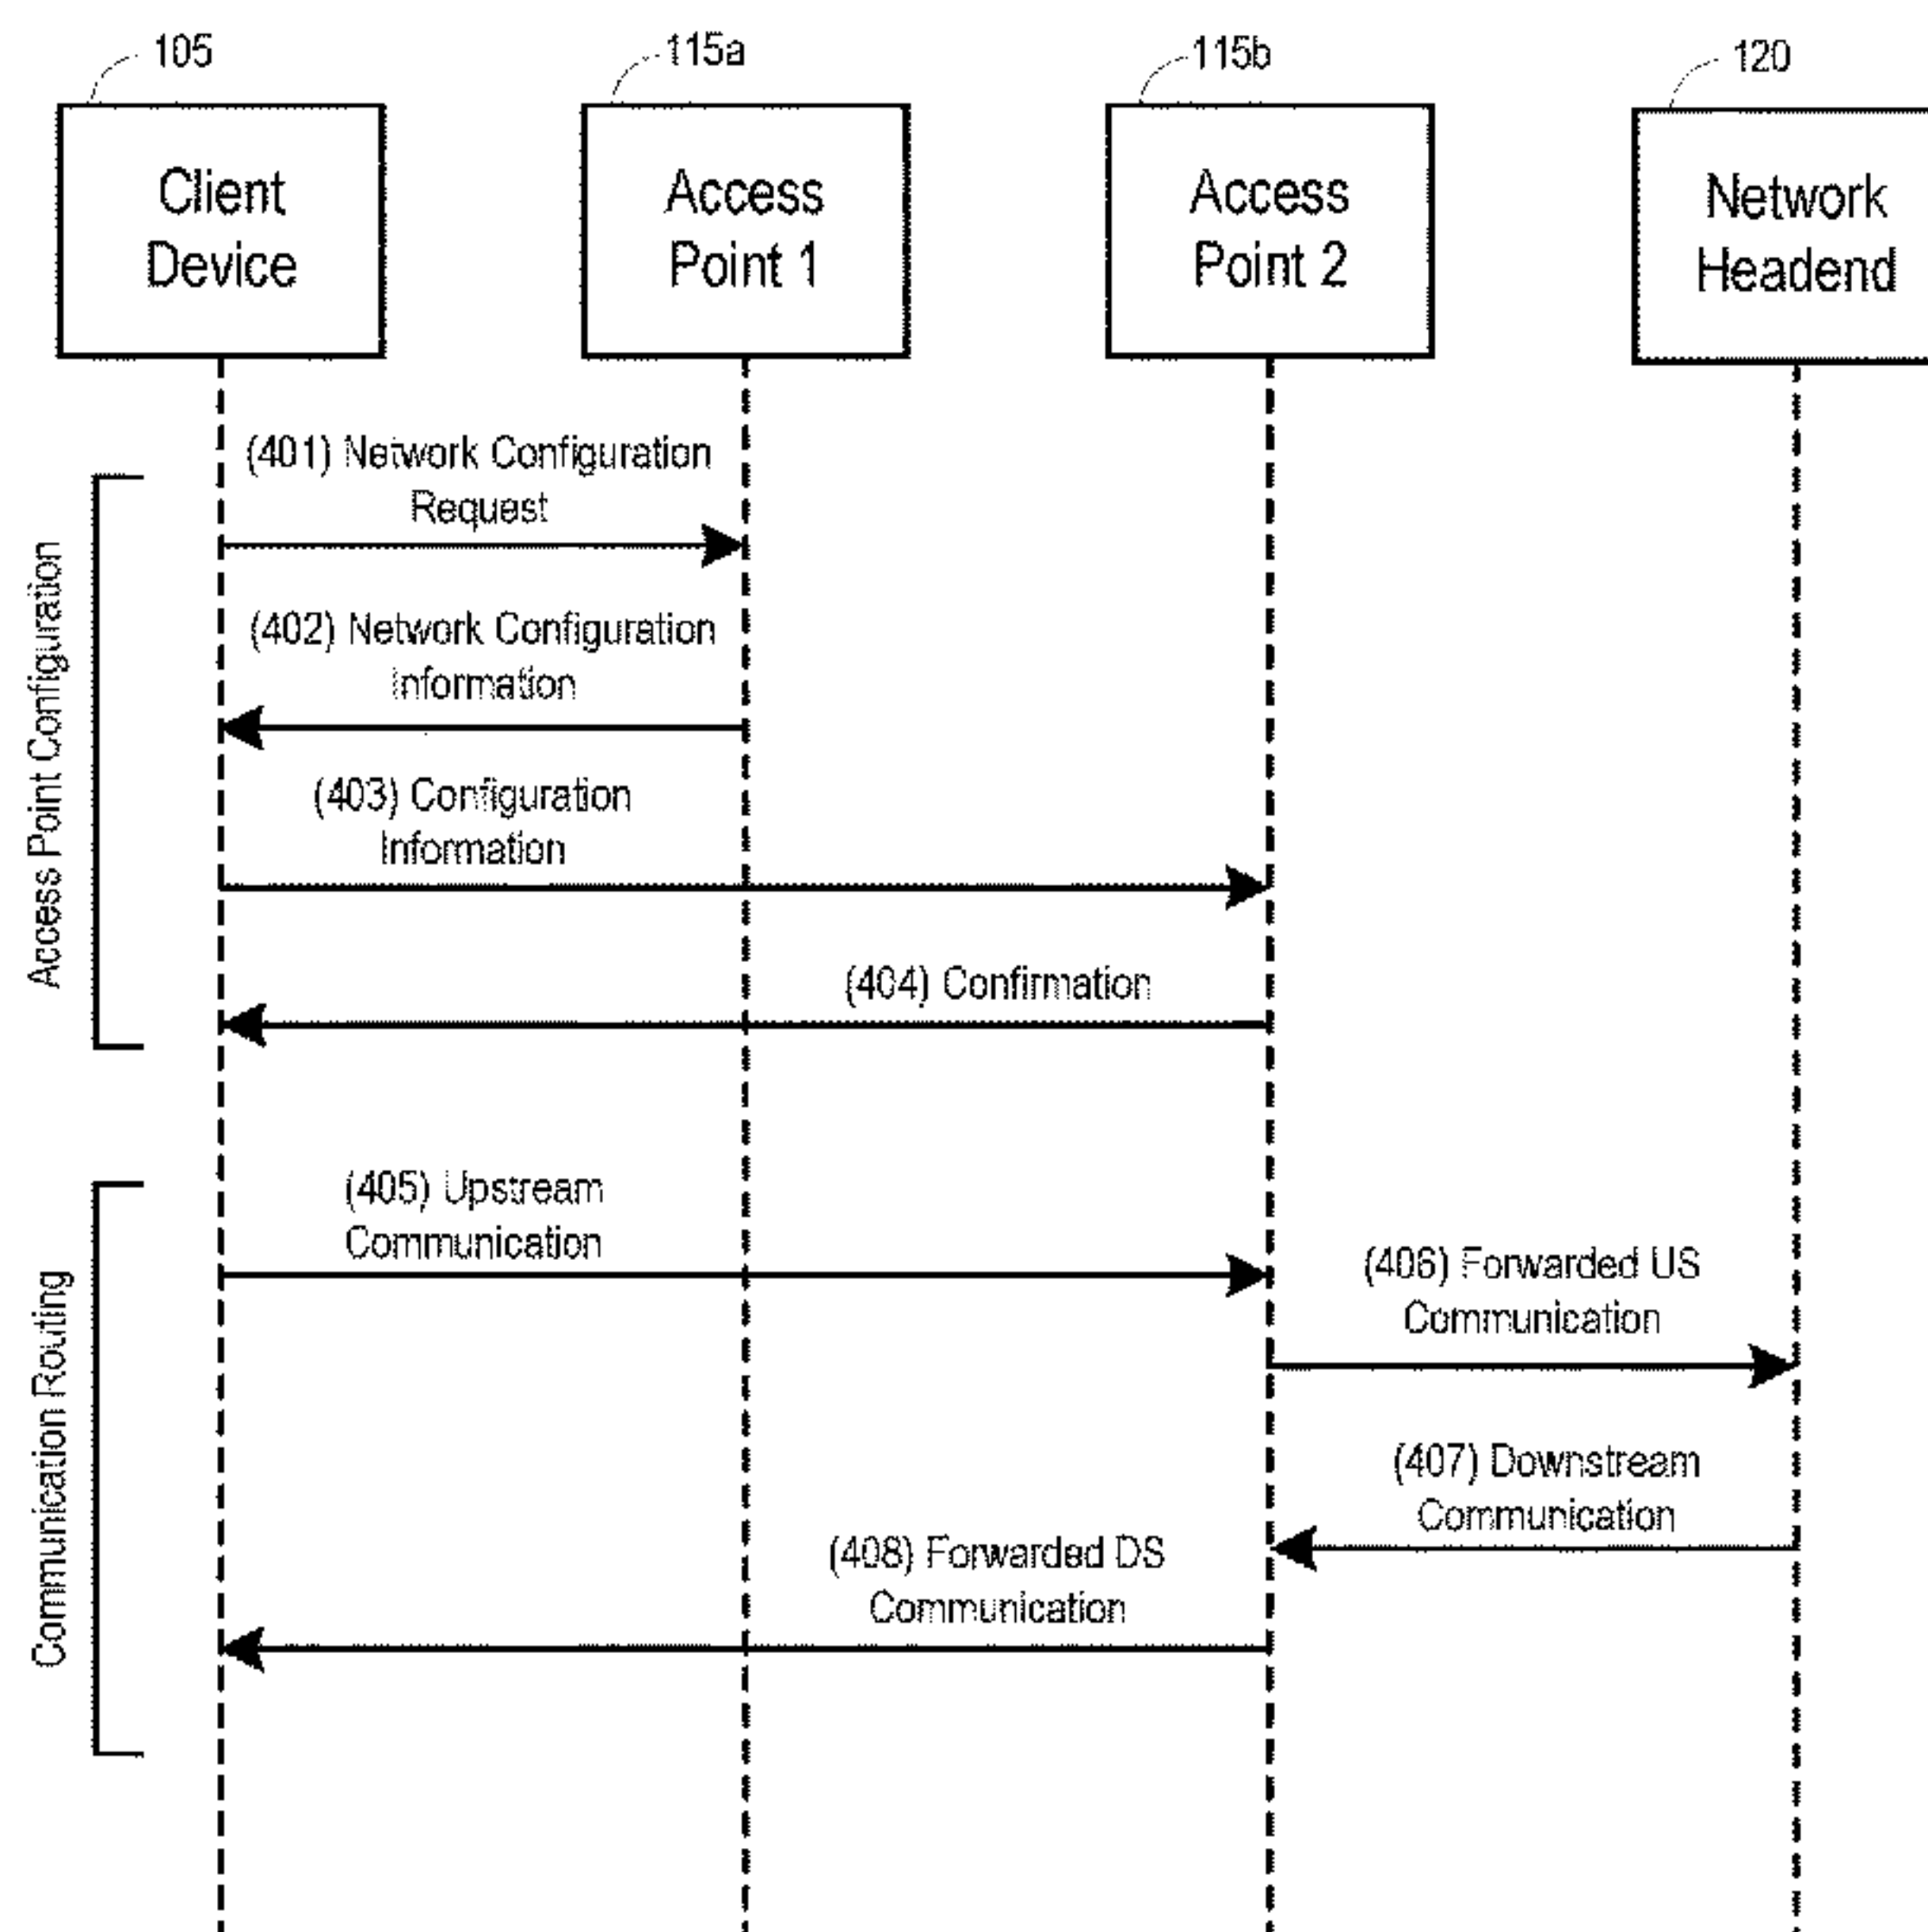 105
115a
115b
120
Client
Device
Access
Point 1
Access
Point 2
Network
Headend
Access Point Configuration
(401) Network Configuration
Request
(402) Network Configuration
Information
(403) Configuration
Information
(404) Confirmation
Communication Routing
(405) Upstream
Communication
(406) Forwarded US
Communication
(407) Downstream
Communication
(408) Forwarded DS
Communication